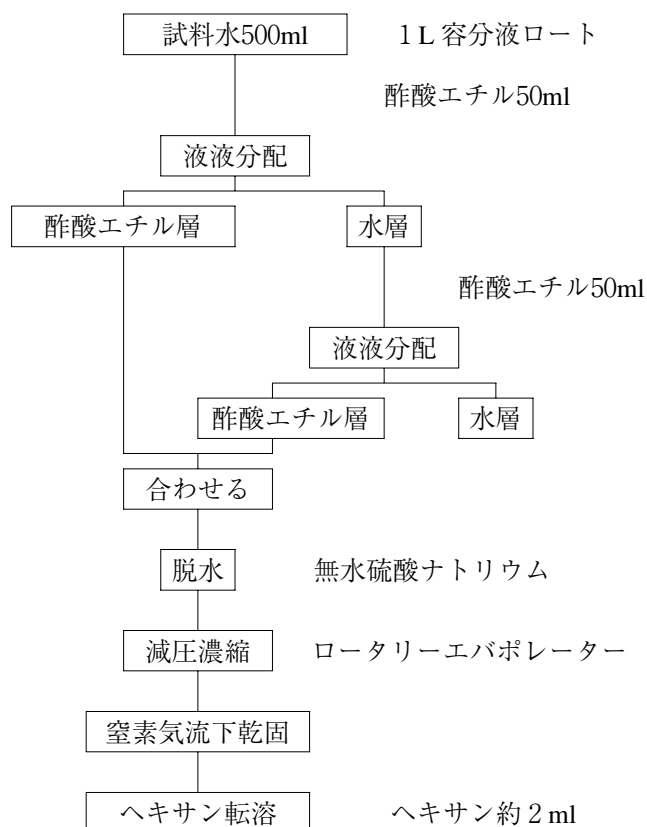 試料水500ml １L 容分液ロート
酢酸エチル50ml
液液分配
酢酸エチル層 水層
酢酸エチル50ml
液液分配
酢酸エチル層 水層
合わせる
脱水 無水硫酸ナトリウム
減圧濃縮 ロータリーエバポレーター
窒素気流下乾固
ヘキサン転溶 ヘキサン約２ml